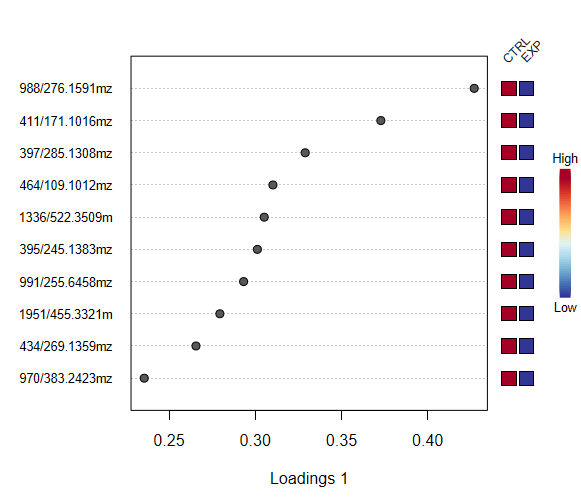 CTRL
EXP
988/276.1591mz
411/171.1016mz
397/285.1308mz
464/109.1012mz
1336/522.3509m
395/245.1383mz
991/255.6458mz
1951/455.3321m
434/269.1359mz
970/383.2423mz
High
Low
0.25 0.30 0.35 0.40
Loadings 1